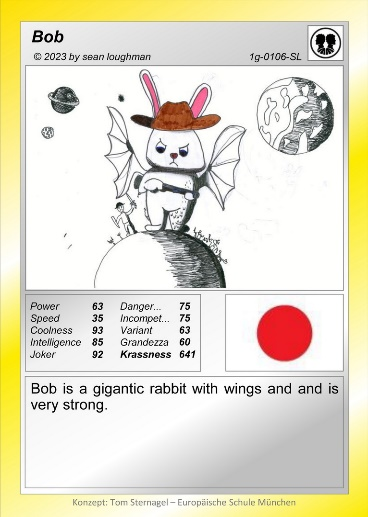 Bob
© 2023 by sean loughman 1g-0106-SL
Power 63 Danger... 75
Speed 35 Incompet... 75
Coolness 93 Variant 63
Intelligence 85 Grandezza 60
Joker 92 Krassness 641
Bob is a gigantic rabbit with wings and and is
very strong.
Konzept: Tom Sternagel – Europäische Schule München